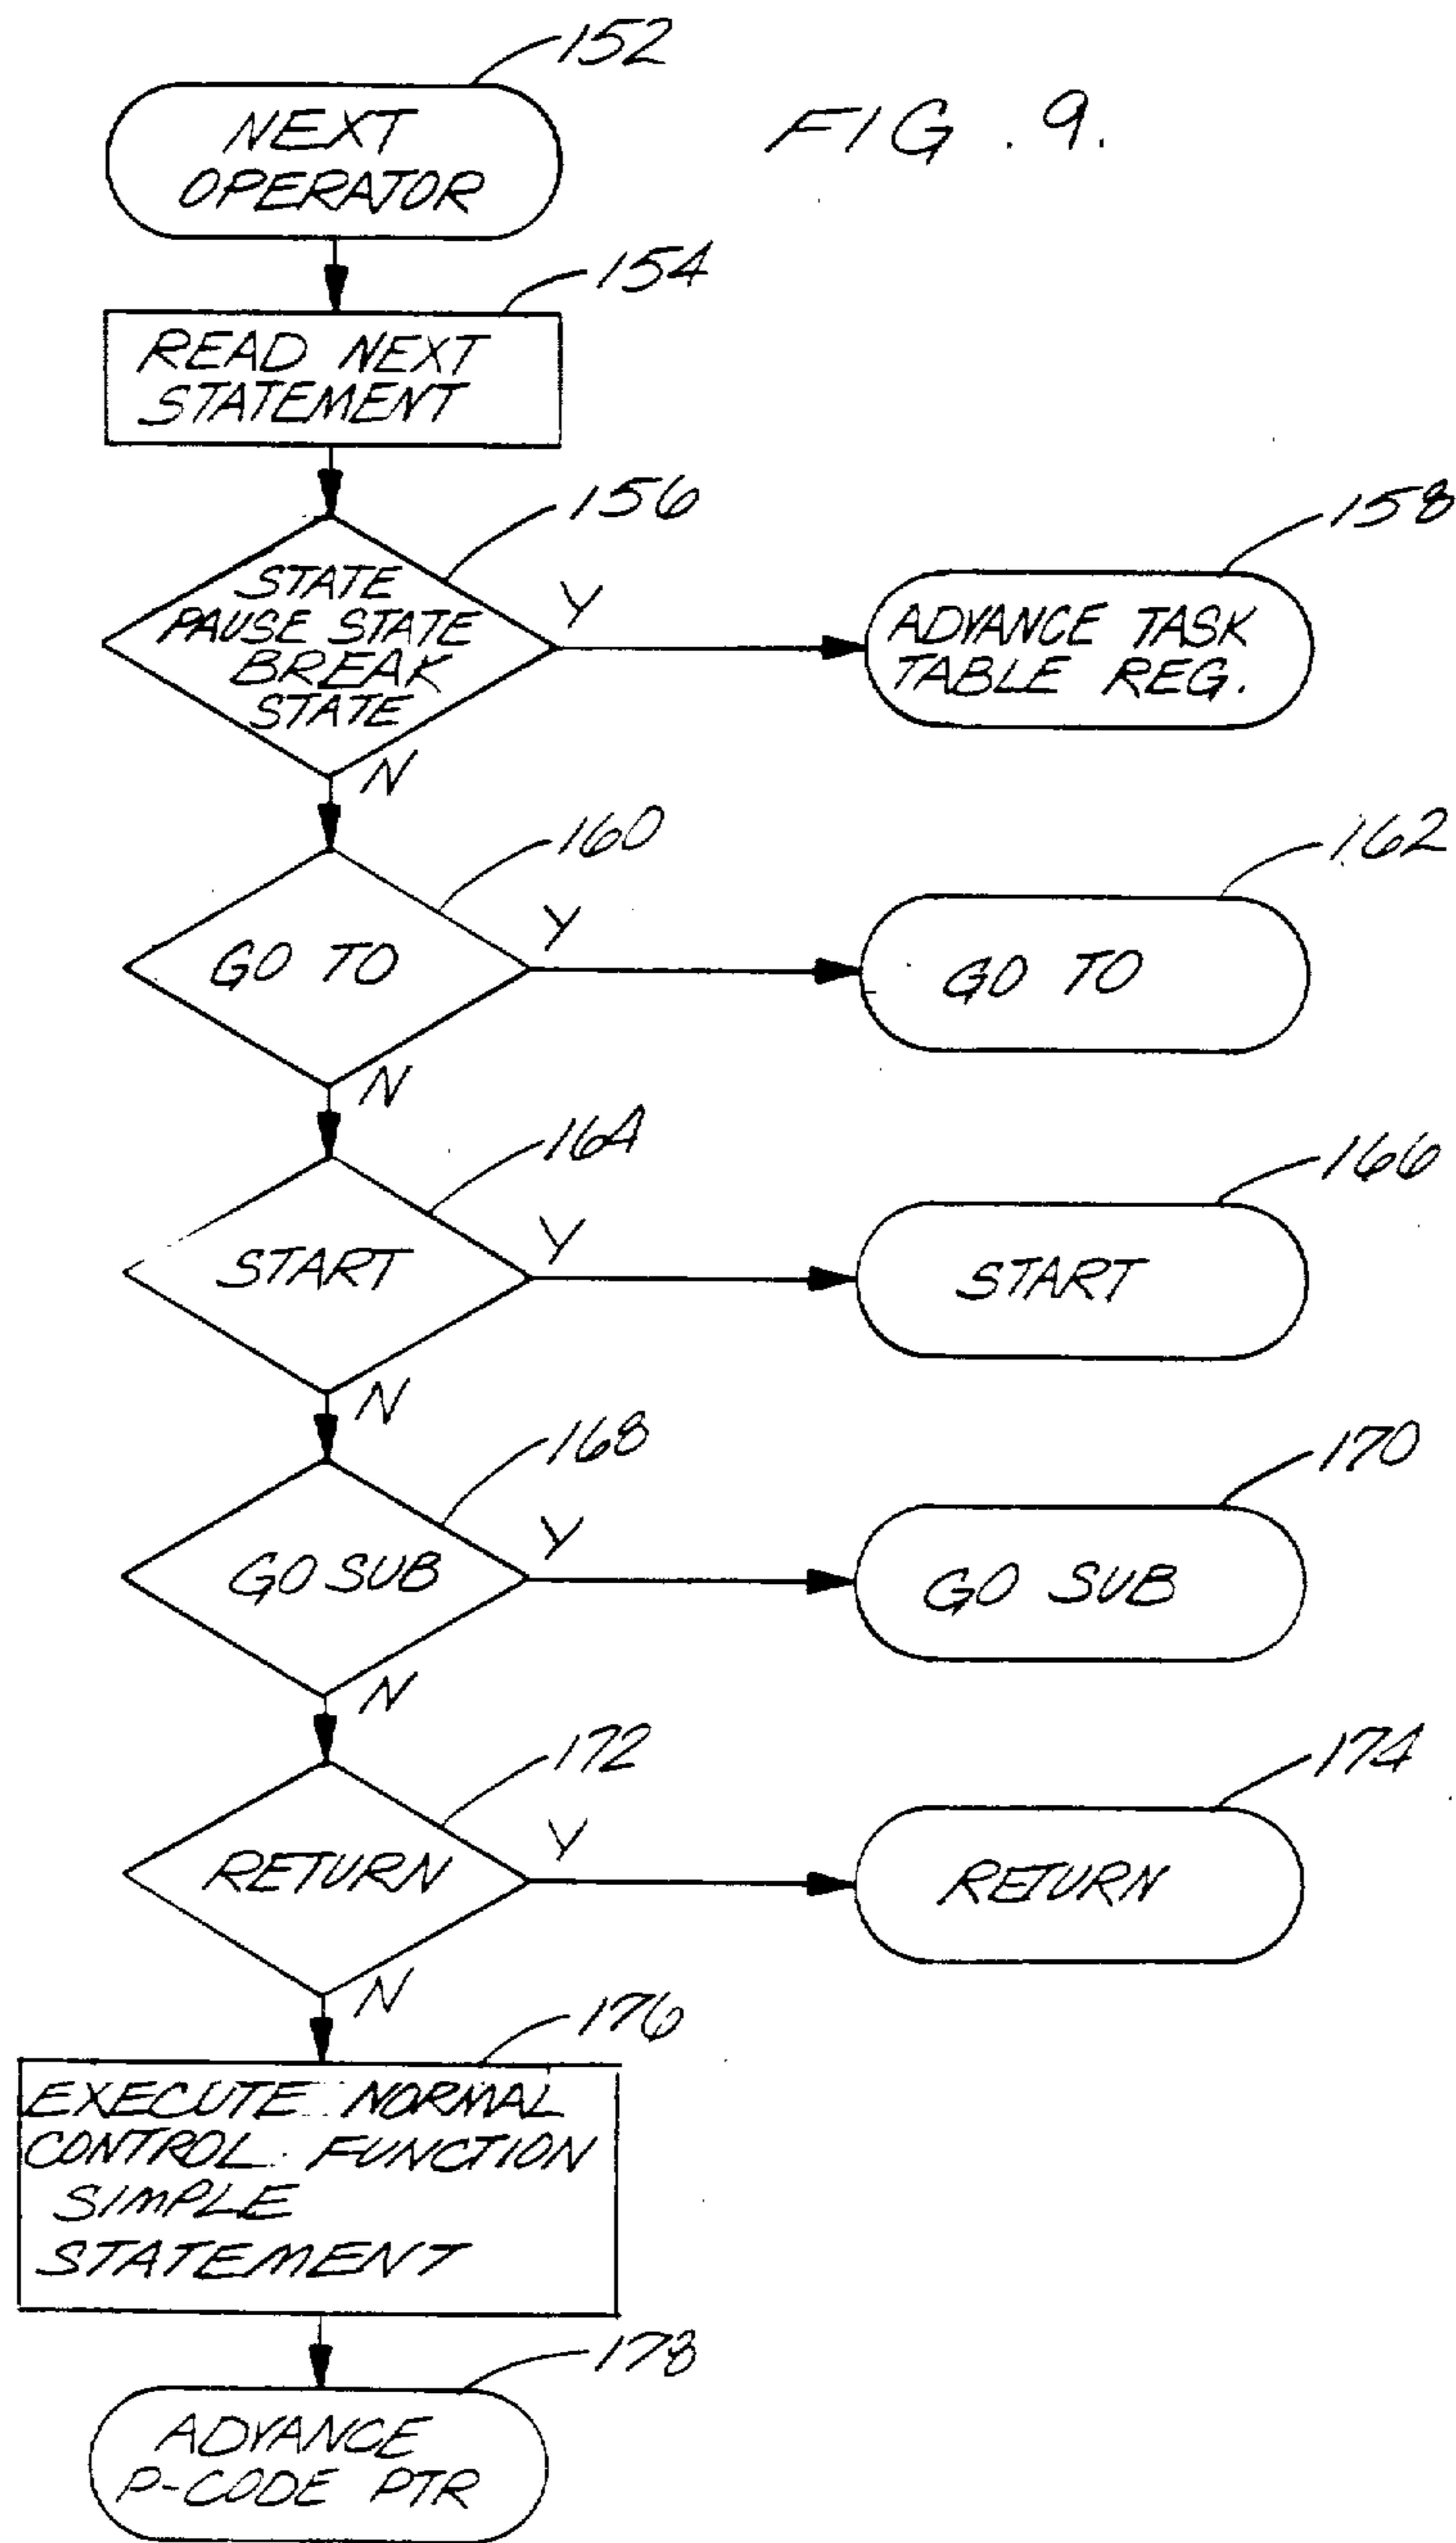 152
FIG. 9.
NEXT
OPERATOR
154
READ NEXT
STATEMENT
156
STATE
PAUSE STATE
BREAK
STATE
Y
N
158
ADVANCE TASK
TABLE REG.
160
GO TO
Y
N
162
GO TO
164
START
Y
N
166
START
168
GO SUB
Y
N
170
GO SUB
172
RETURN
Y
N
174
RETURN
176
EXECUTE NORMAL
CONTROL FUNCTION
SIMPLE
STATEMENT
178
ADVANCE
P-CODE PTR